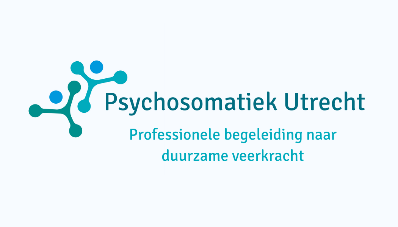 Psychosomatiek Utrecht
Professionele begeleiding naar
duurzame veerkracht